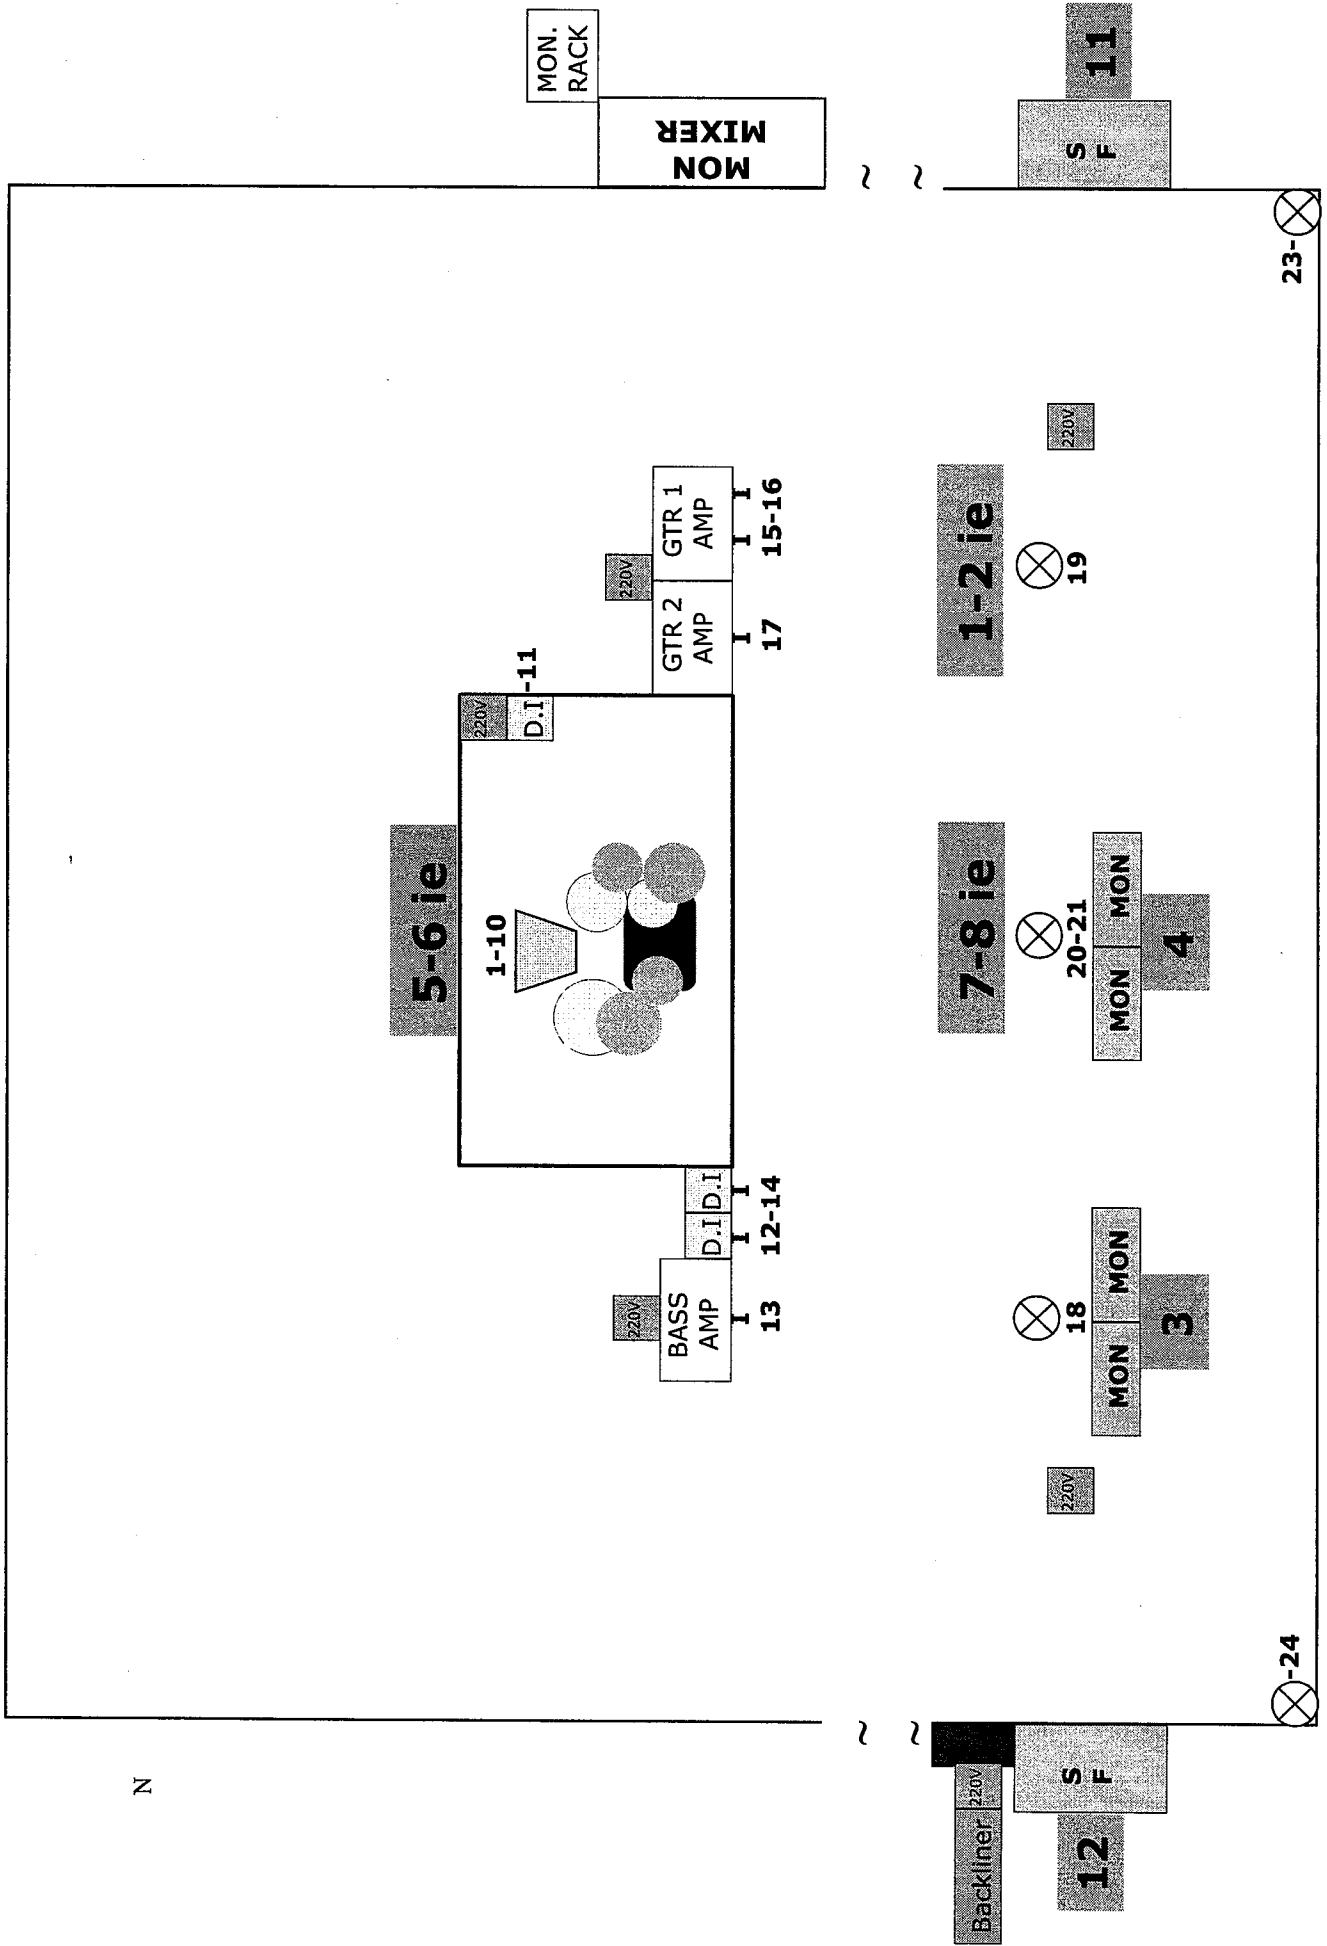 N
5-6 ie
220V
1-10
D.I
-11
MON.
RACK
220V
220V
BASS
AMP
D.I
D.I
GTR 2
AMP
GTR 1
AMP
MON
MIXER
13
12-14
17
15-16
~
~
~
~
Backliner
220V
7-8 ie
1-2 ie
12
S
F
220V
18
20-21
19
220V
S
F
11
MON
MON
MON
MON
3
4
-24
23-